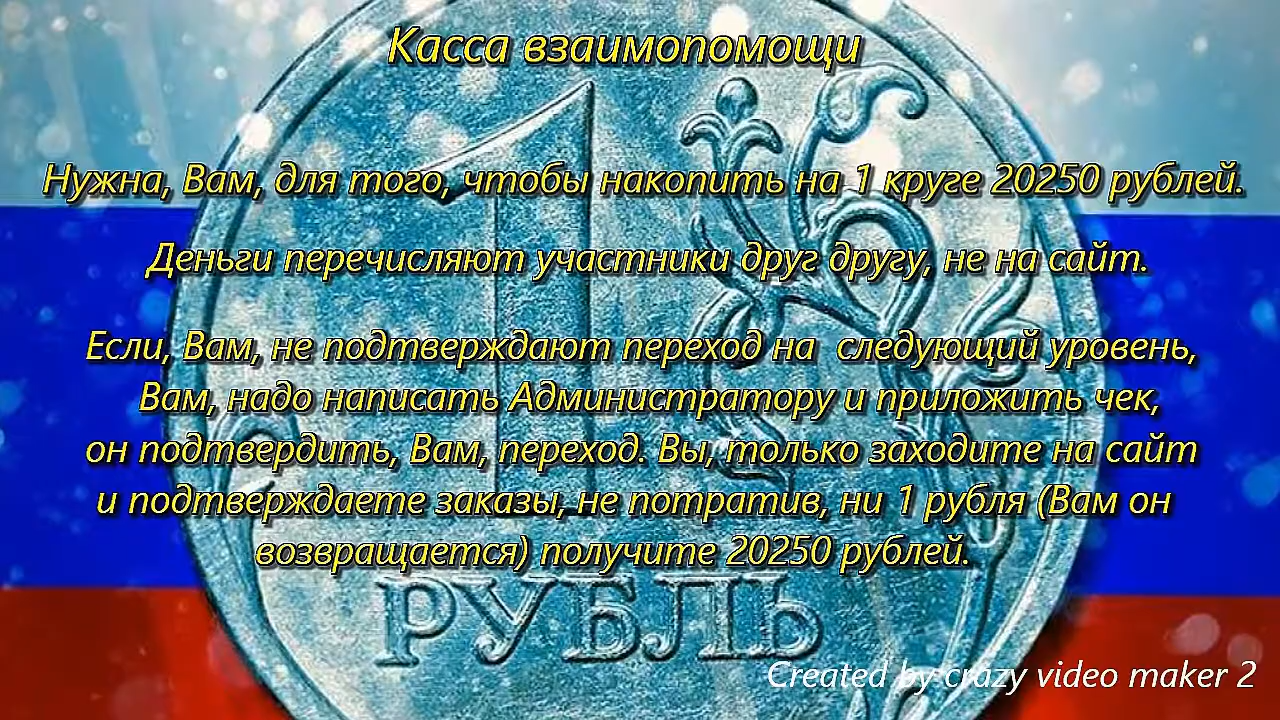 Касса взаимопомощи
Нужна, Вам, для того, чтобы накопить на 1 круге 20250 рублей.
Деньги перечисляют участники друг другу, не на сайт.
Если, Вам, не подтверждают переход на следующий уровень,
Вам, надо написать Администратору и приложить чек,
он подтвердить, Вам, переход. Вы, только заходите на сайт
и подтверждаете заказы, не потратив, ни 1 рубля (Вам он
возвращается) получите 20250 рублей.
1
РУБЛЬ
Created by crazy video maker 2